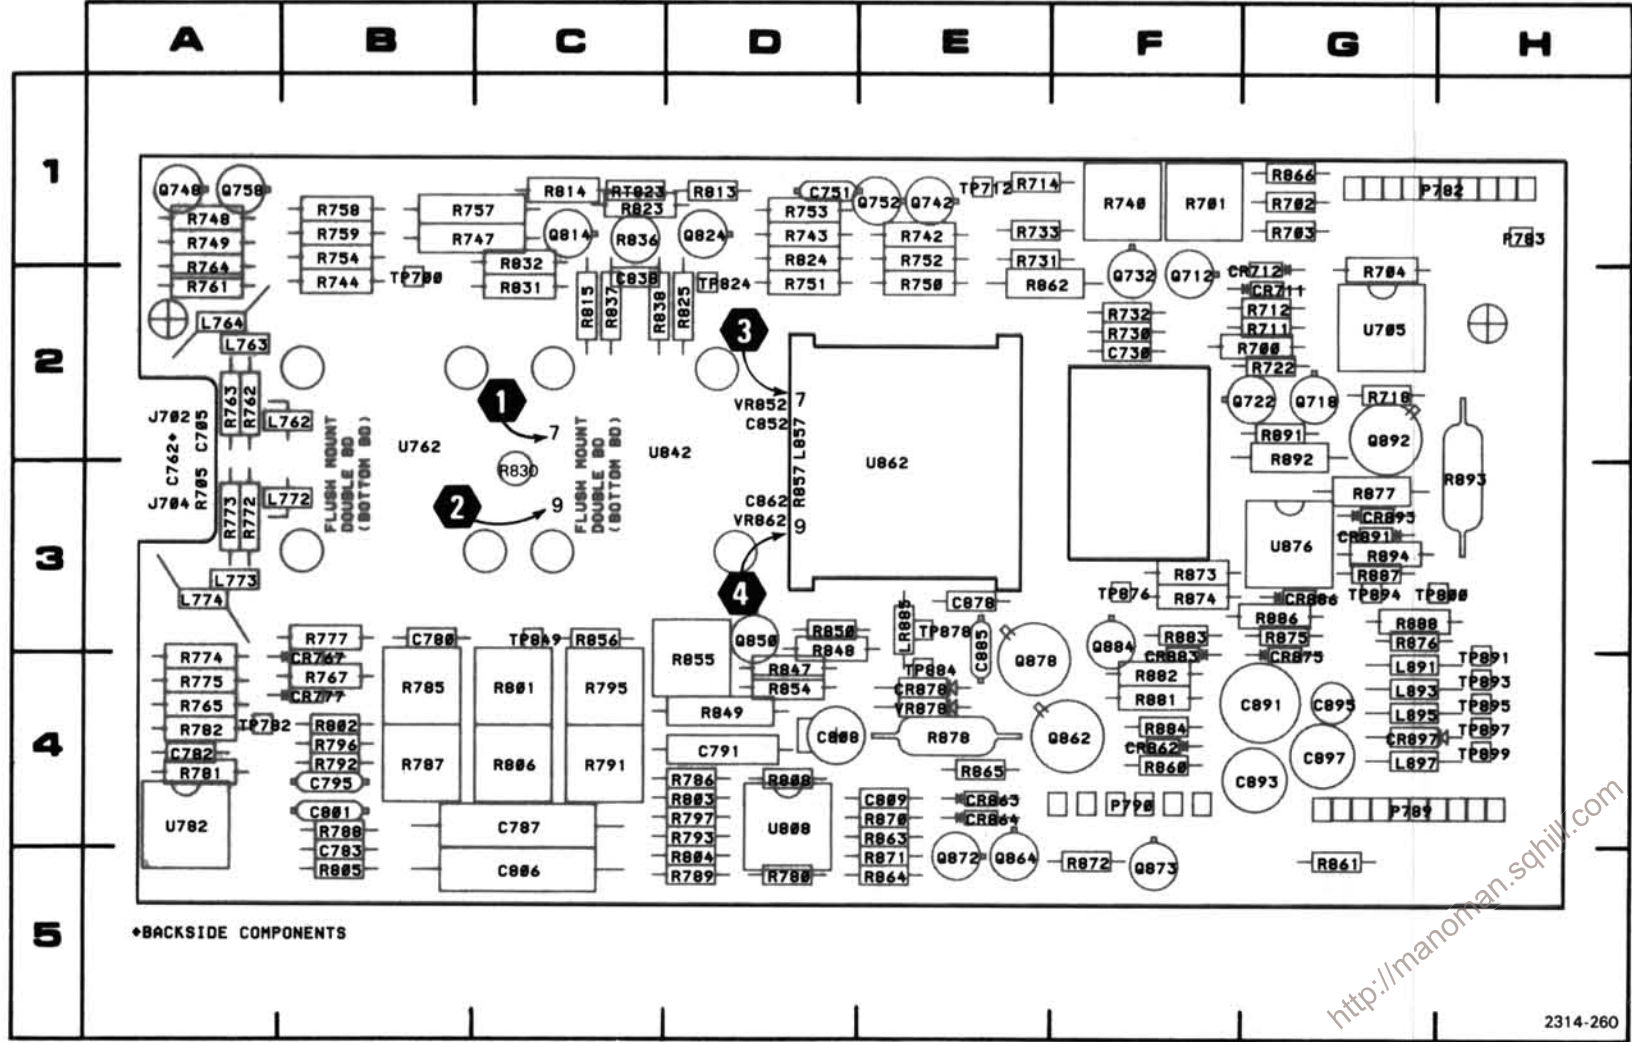 A B C D E F G H
1
Q748 Q758 R814 RT823 R813 C751 Q752 Q742 TP712 R714 R866 P782
R748 R758 R757 R823 R753 R740 R701 R702
R749 R759 R747 Q814 R836 Q824 R743 R742 R733 R703 P783
R764 R754 R832 R824 R752 R731 Q732 Q712 CR712 R704
R761 R744 TP700 R831 C838 TP824 R751 R750 R862 CR711
R815 R837 R838 R825
2
L764 3 R732 R712 U705
L763 R730 R711
C730 R700
R722
R763 R762 1 VR852 7 Q722 Q718 R718
J702 L762 C852
C762* C705 FLUSH MOUNT
DOUBLE BD
(BOTTOM BD) U762 7 FLUSH MOUNT
DOUBLE BD
(BOTTOM BD) U842 R857 L857 U862 R891 Q892
R830 R892 R893
J704 R705 R773 R772 L772 2 9 C862 R877
VR862 9 CR893
3
U876 CR891
R894
L773 R873 R887
L774 4 C878 TP876 R874 CR886 TP894 TP800
LR885 R886 R888
R777 C780 TP849 R856 Q850 R850 TP878 C885 Q884 R883 R875 R876
R774 CR767 R855 R848 Q878 CR883 CR875 L891 TP891
R775 R767 R785 R801 R795 R847 TP884 R882 L893 TP893
R765 CR777 R854 CR878 R881 C891 C895 TP895
4
R782 TP782 R802 R849 VR878 R884 L895 TP897
C782 R796 C791 C808 R878 Q862 CR862 CR897 TP899
R781 R792 R787 R806 R791 R865 R860 C897 L897
C795 R786 R808 C893
U782 C801 C787 R803 U808 C809 CR863 P790 P789
R788 R797 R870 CR864
C783 R793 R863
R805 C806 R804 R871 Q872 Q864 R872 Q873 R861
R789 R780 R864
5
*BACKSIDE COMPONENTS
http://manoman.sqhill.com
2314-260